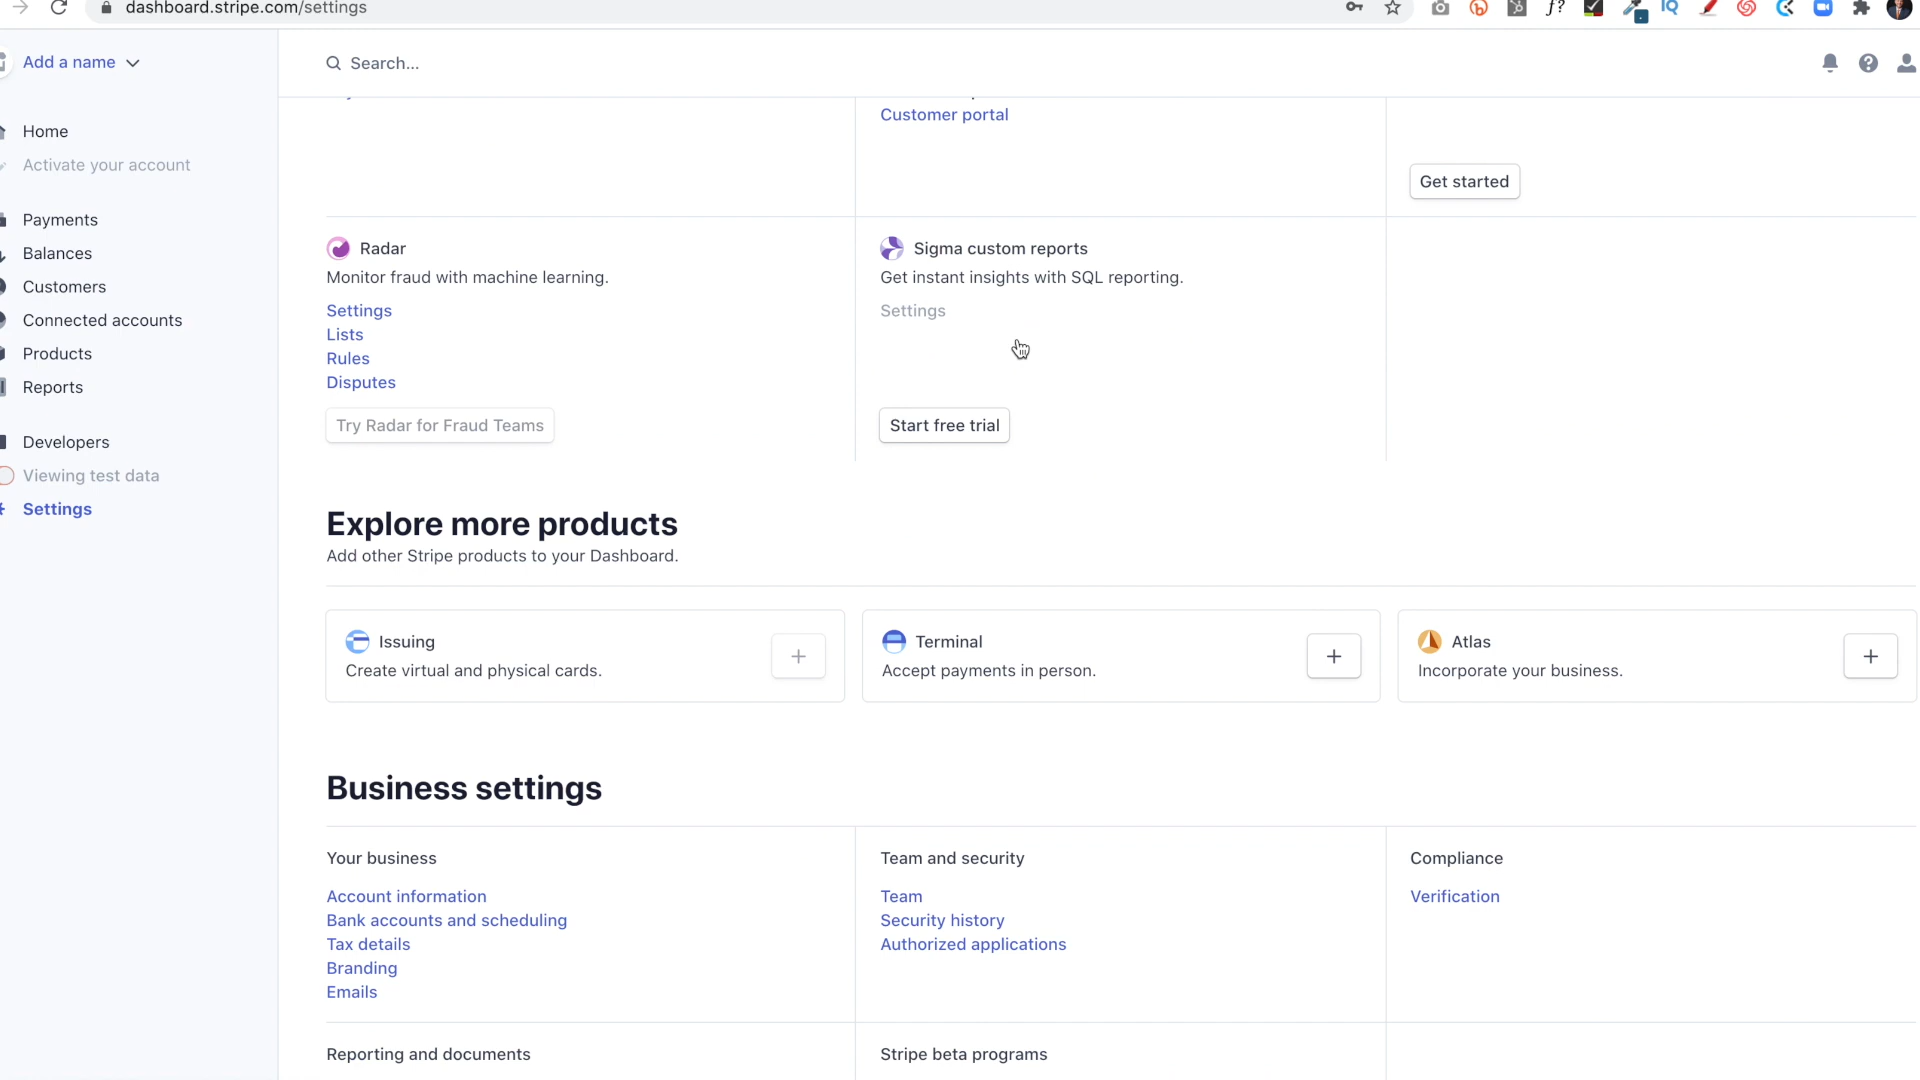 dashboard.stripe.com/settings
Add a name
Search...
Home
Activate your account
Payments
Balances
Customers
Connected accounts
Products
Reports
Developers
Viewing test data
Settings
Customer portal
Get started
Radar
Monitor fraud with machine learning.
Settings
Lists
Rules
Disputes
Try Radar for Fraud Teams
Sigma custom reports
Get instant insights with SQL reporting.
Settings
Start free trial
Explore more products
Add other Stripe products to your Dashboard.
Issuing
Create virtual and physical cards.
+
Terminal
Accept payments in person.
+
Atlas
Incorporate your business.
+
Business settings
Your business
Account information
Bank accounts and scheduling
Tax details
Branding
Emails
Team and security
Team
Security history
Authorized applications
Compliance
Verification
Reporting and documents
Stripe beta programs